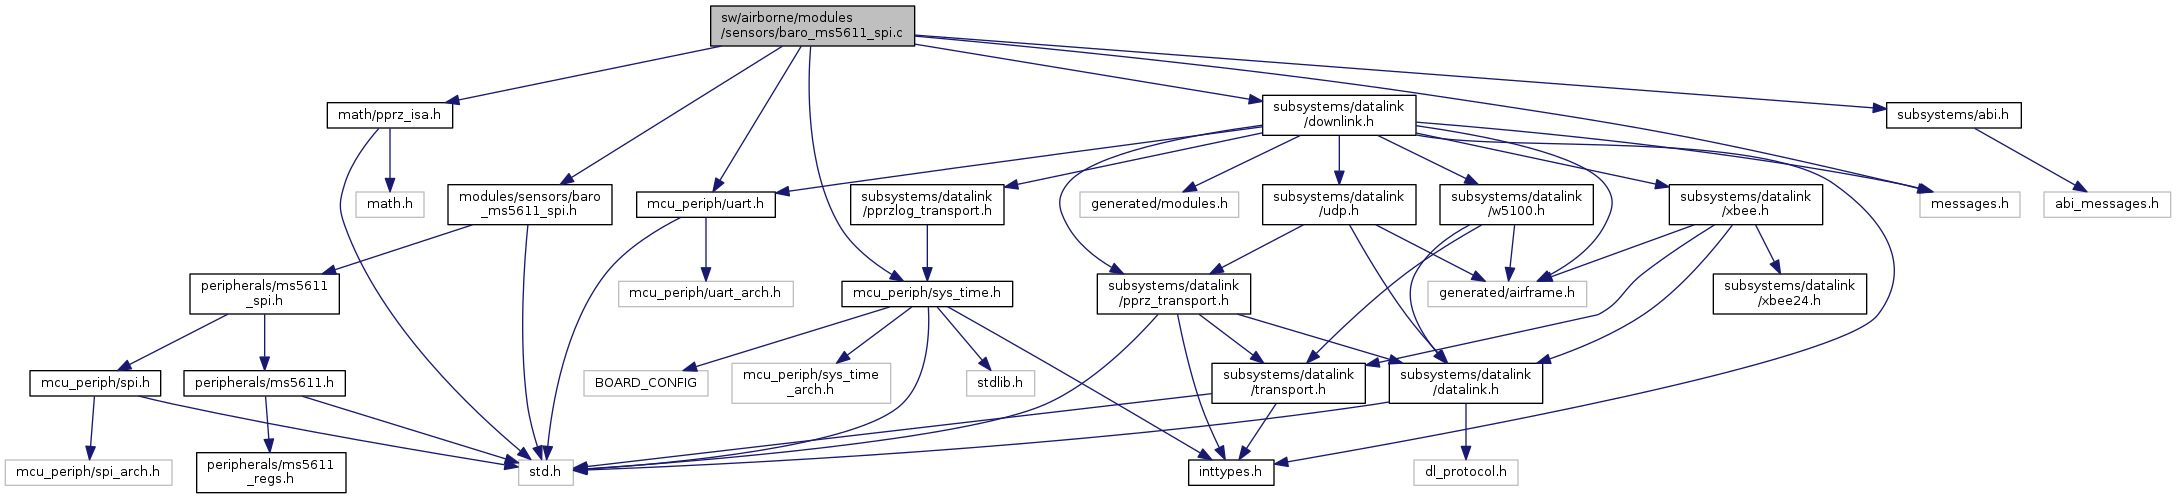 sw/airborne/modules
/sensors/baro_ms5611_spi.c
math/pprz_isa.h
subsystems/datalink
/downlink.h
subsystems/abi.h
math.h
modules/sensors/baro
_ms5611_spi.h
mcu_periph/uart.h
subsystems/datalink
/pprzlog_transport.h
generated/modules.h
subsystems/datalink
/udp.h
subsystems/datalink
/w5100.h
subsystems/datalink
/xbee.h
messages.h
abi_messages.h
peripherals/ms5611
_spi.h
mcu_periph/uart_arch.h
mcu_periph/sys_time.h
subsystems/datalink
/pprz_transport.h
generated/airframe.h
subsystems/datalink
/xbee24.h
mcu_periph/spi.h
peripherals/ms5611.h
BOARD_CONFIG
mcu_periph/sys_time
_arch.h
stdlib.h
subsystems/datalink
/transport.h
subsystems/datalink
/datalink.h
mcu_periph/spi_arch.h
peripherals/ms5611
_regs.h
std.h
inttypes.h
dl_protocol.h